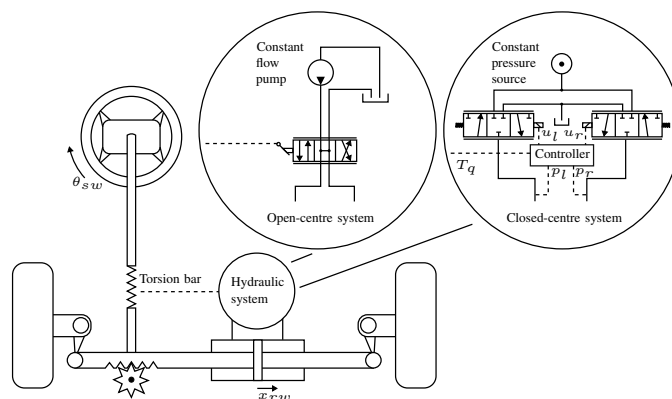 Constant
flow
pump
Open-centre system
Constant
pressure
source
u_l u_r
Controller
T_q
p_l p_r
Closed-centre system
θ_sw
Torsion bar
Hydraulic
system
x_rw